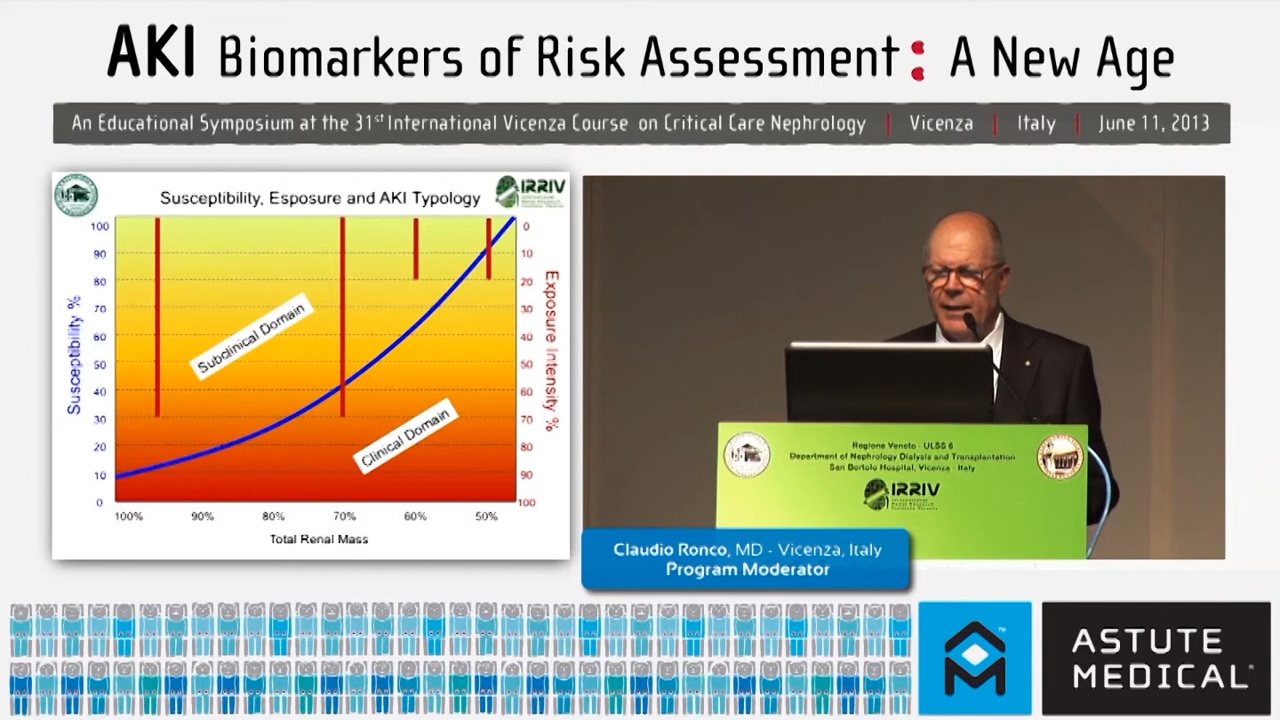 AKI Biomarkers of Risk Assessment: A New Age
An Educational Symposium at the 31st International Vicenza Course on Critical Care Nephrology | Vicenza | Italy | June 11, 2013
IRRIV
Susceptibility, Exposure and AKI Typology
100
90
80
70
60
50
40
30
20
10
0
Susceptibility %
Subclinical Domain
Clinical Domain
0
10
20
30
40
50
60
70
80
90
100
Exposure Intensity %
100% 90% 80% 70% 60% 50%
Total Renal Mass
Regione Veneto - ULSS 6
Department of Nephrology Dialysis and Transplantation
San Bortolo Hospital, Vicenza - Italy
IRRIV
Claudio Ronco, MD - Vicenza, Italy
Program Moderator
ASTUTE
MEDICAL